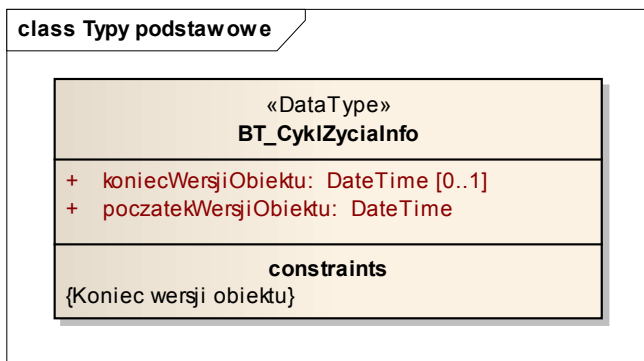 class Typy podstawowe
«DataType»
BT_CyklZyciaInfo
+ koniecWersjiObiektu: DateTime [0..1]
+ poczatekWersjiObiektu: DateTime
constraints
{Koniec wersji obiektu}